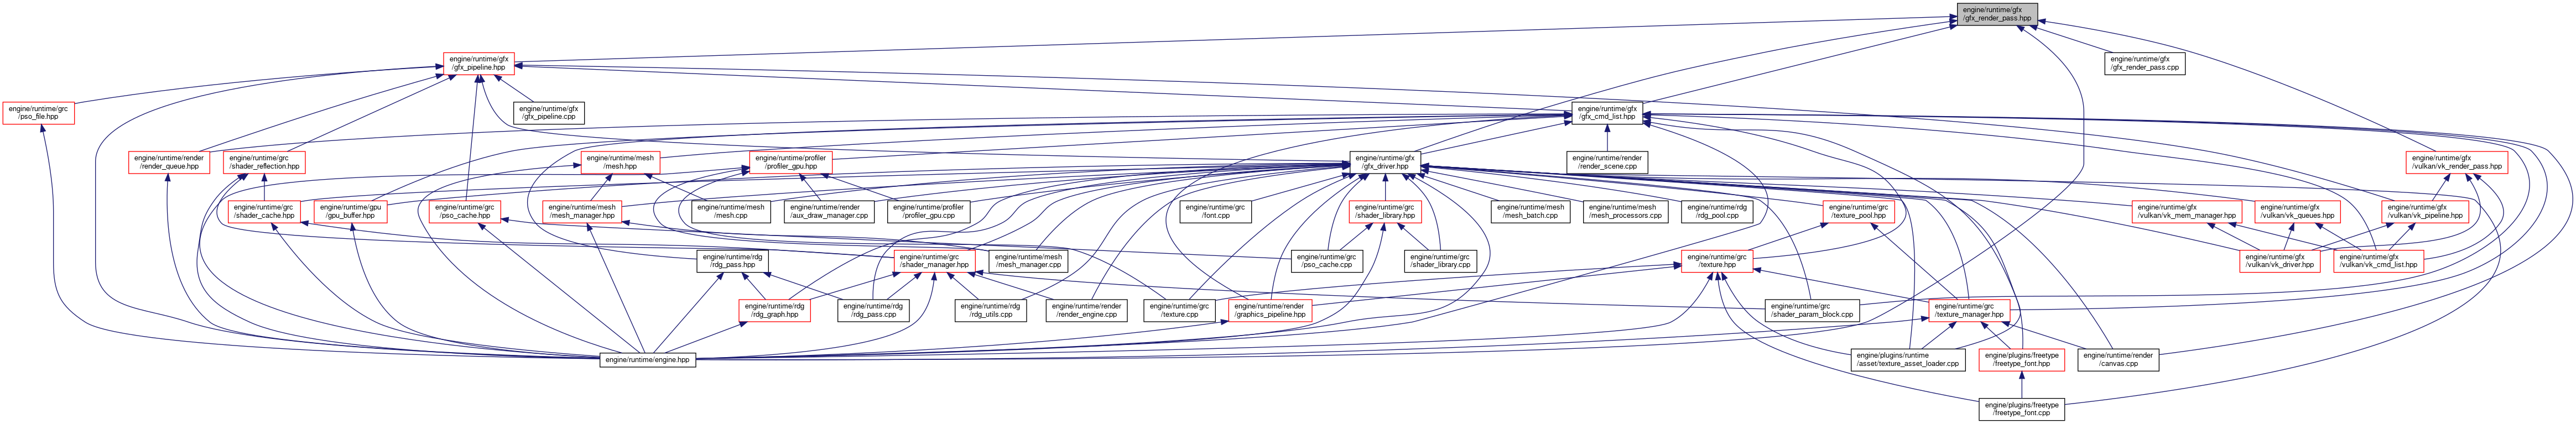 engine/runtime/gfx
/gfx_render_pass.hpp
engine/runtime/gfx
/gfx_pipeline.hpp
engine/runtime/gfx
/gfx_render_pass.cpp
engine/runtime/grc
/pso_file.hpp
engine/runtime/gfx
/gfx_pipeline.cpp
engine/runtime/gfx
/gfx_cmd_list.hpp
engine/runtime/render
/render_queue.hpp
engine/runtime/grc
/shader_reflection.hpp
engine/runtime/mesh
/mesh.hpp
engine/runtime/profiler
/profiler_gpu.hpp
engine/runtime/gfx
/gfx_driver.hpp
engine/runtime/render
/render_scene.cpp
engine/runtime/gfx
/vulkan/vk_render_pass.hpp
engine/runtime/grc
/shader_cache.hpp
engine/runtime/gpu
/gpu_buffer.hpp
engine/runtime/grc
/pso_cache.hpp
engine/runtime/mesh
/mesh_manager.hpp
engine/runtime/mesh
/mesh.cpp
engine/runtime/render
/aux_draw_manager.cpp
engine/runtime/profiler
/profiler_gpu.cpp
engine/runtime/grc
/font.cpp
engine/runtime/grc
/shader_library.hpp
engine/runtime/mesh
/mesh_batch.cpp
engine/runtime/mesh
/mesh_processors.cpp
engine/runtime/rdg
/rdg_pool.cpp
engine/runtime/grc
/texture_pool.hpp
engine/runtime/gfx
/vulkan/vk_mem_manager.hpp
engine/runtime/gfx
/vulkan/vk_queues.hpp
engine/runtime/gfx
/vulkan/vk_pipeline.hpp
engine/runtime/rdg
/rdg_pass.hpp
engine/runtime/grc
/shader_manager.hpp
engine/runtime/mesh
/mesh_manager.cpp
engine/runtime/grc
/pso_cache.cpp
engine/runtime/grc
/shader_library.cpp
engine/runtime/grc
/texture.hpp
engine/runtime/gfx
/vulkan/vk_driver.hpp
engine/runtime/gfx
/vulkan/vk_cmd_list.hpp
engine/runtime/rdg
/rdg_graph.hpp
engine/runtime/rdg
/rdg_pass.cpp
engine/runtime/rdg
/rdg_utils.cpp
engine/runtime/render
/render_engine.cpp
engine/runtime/grc
/texture.cpp
engine/runtime/render
/graphics_pipeline.hpp
engine/runtime/grc
/shader_param_block.cpp
engine/runtime/grc
/texture_manager.hpp
engine/runtime/engine.hpp
engine/plugins/runtime
/asset/texture_asset_loader.cpp
engine/plugins/freetype
/freetype_font.hpp
engine/runtime/render
/canvas.cpp
engine/plugins/freetype
/freetype_font.cpp